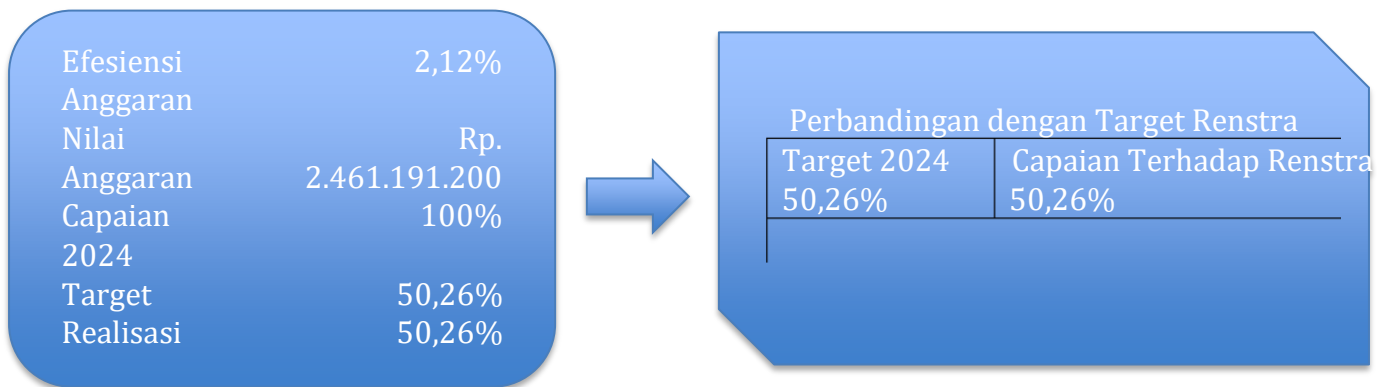 Efesiensi 2,12%
Anggaran
Nilai Rp.
Anggaran 2.461.191.200
Capaian 100%
2024
Target 50,26%
Realisasi 50,26%
Perbandingan dengan Target Renstra
Target 2024 Capaian Terhadap Renstra
50,26% 50,26%